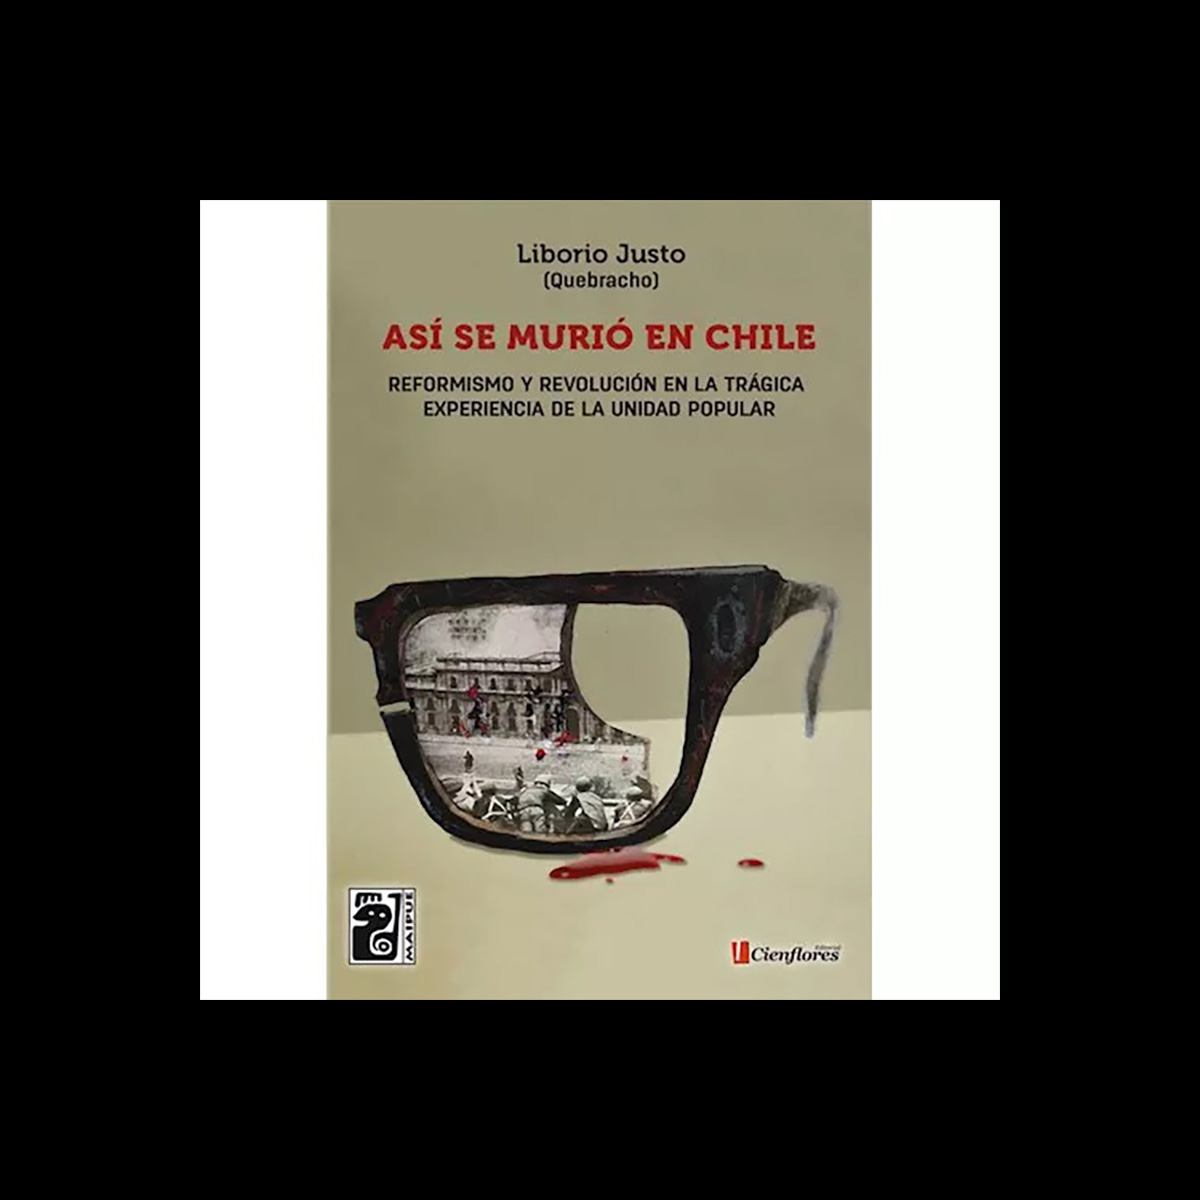 Liborio Justo
(Quebracho)
ASÍ SE MURIÓ EN CHILE
REFORMISMO Y REVOLUCIÓN EN LA TRÁGICA
EXPERIENCIA DE LA UNIDAD POPULAR
MAIPUE
Editorial
Cienflores